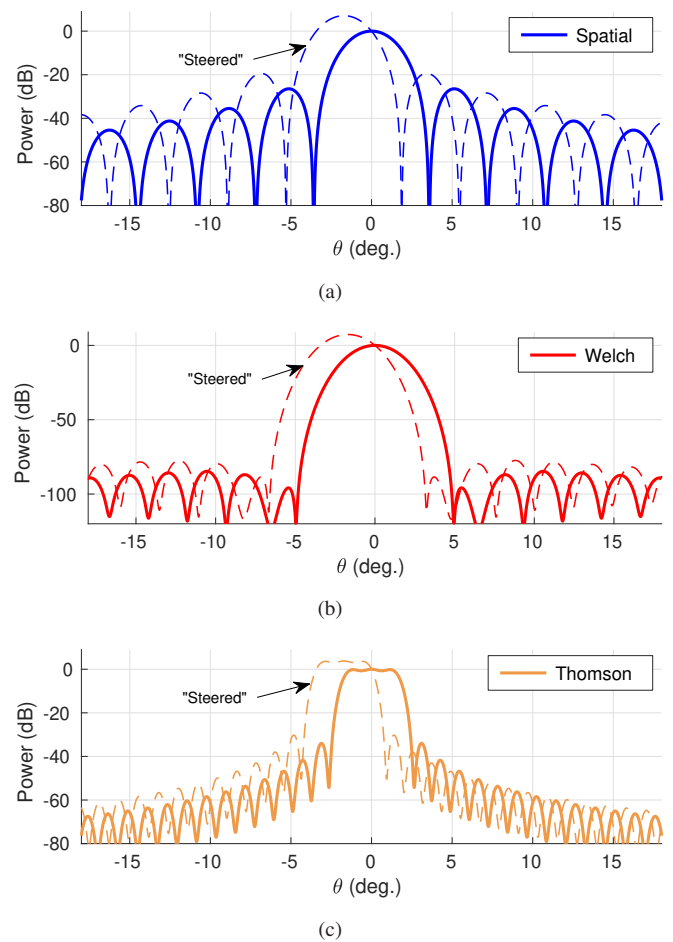 0
-20
-40
-60
-80
Power (dB)
"Steered"
Spatial
-15 -10 -5 0 5 10 15
θ (deg.)
(a)
0
-50
-100
Power (dB)
"Steered"
Welch
-15 -10 -5 0 5 10 15
θ (deg.)
(b)
0
-20
-40
-60
-80
Power (dB)
"Steered"
Thomson
-15 -10 -5 0 5 10 15
θ (deg.)
(c)